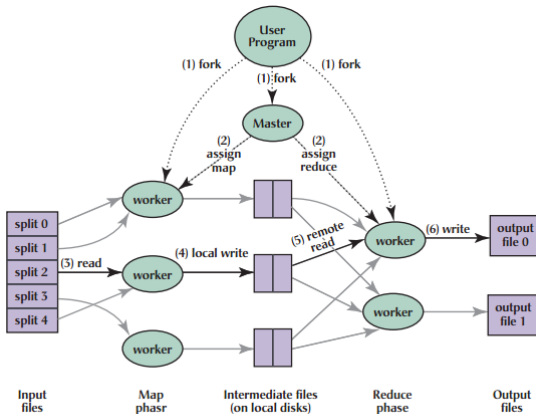 User
Program
(1) fork
(1) fork
(1) fork
Master
(2)
assign
map
(2)
assign
reduce
worker
split 0
split 1
split 2
split 3
split 4
(3) read
worker
(4) local write
(5) remote
read
worker
(6) write
output
file 0
worker
worker
output
file 1
Input
files
Map
phasr
Intermediate files
(on local disks)
Reduce
phase
Output
files